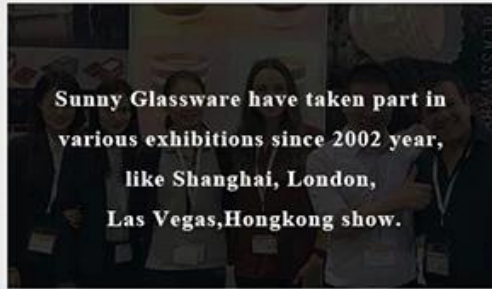 Sunny Glassware have taken part in
various exhibitions since 2002 year,
like Shanghai, London,
Las Vegas,Hongkong show.